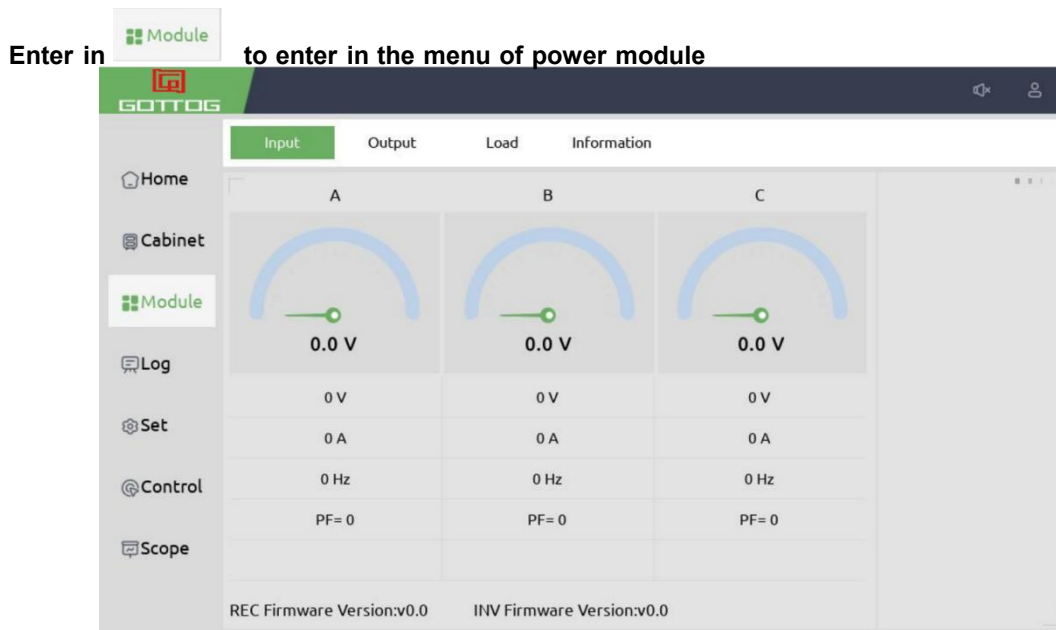 Enter in Module to enter in the menu of power module
GOTTOG
Input Output Load Information
Home
A B C
Cabinet
Module
0.0 V 0.0 V 0.0 V
Log
0 V 0 V 0 V
Set
0 A 0 A 0 A
0 Hz 0 Hz 0 Hz
Control
PF= 0 PF= 0 PF= 0
Scope
REC Firmware Version:v0.0 INV Firmware Version:v0.0